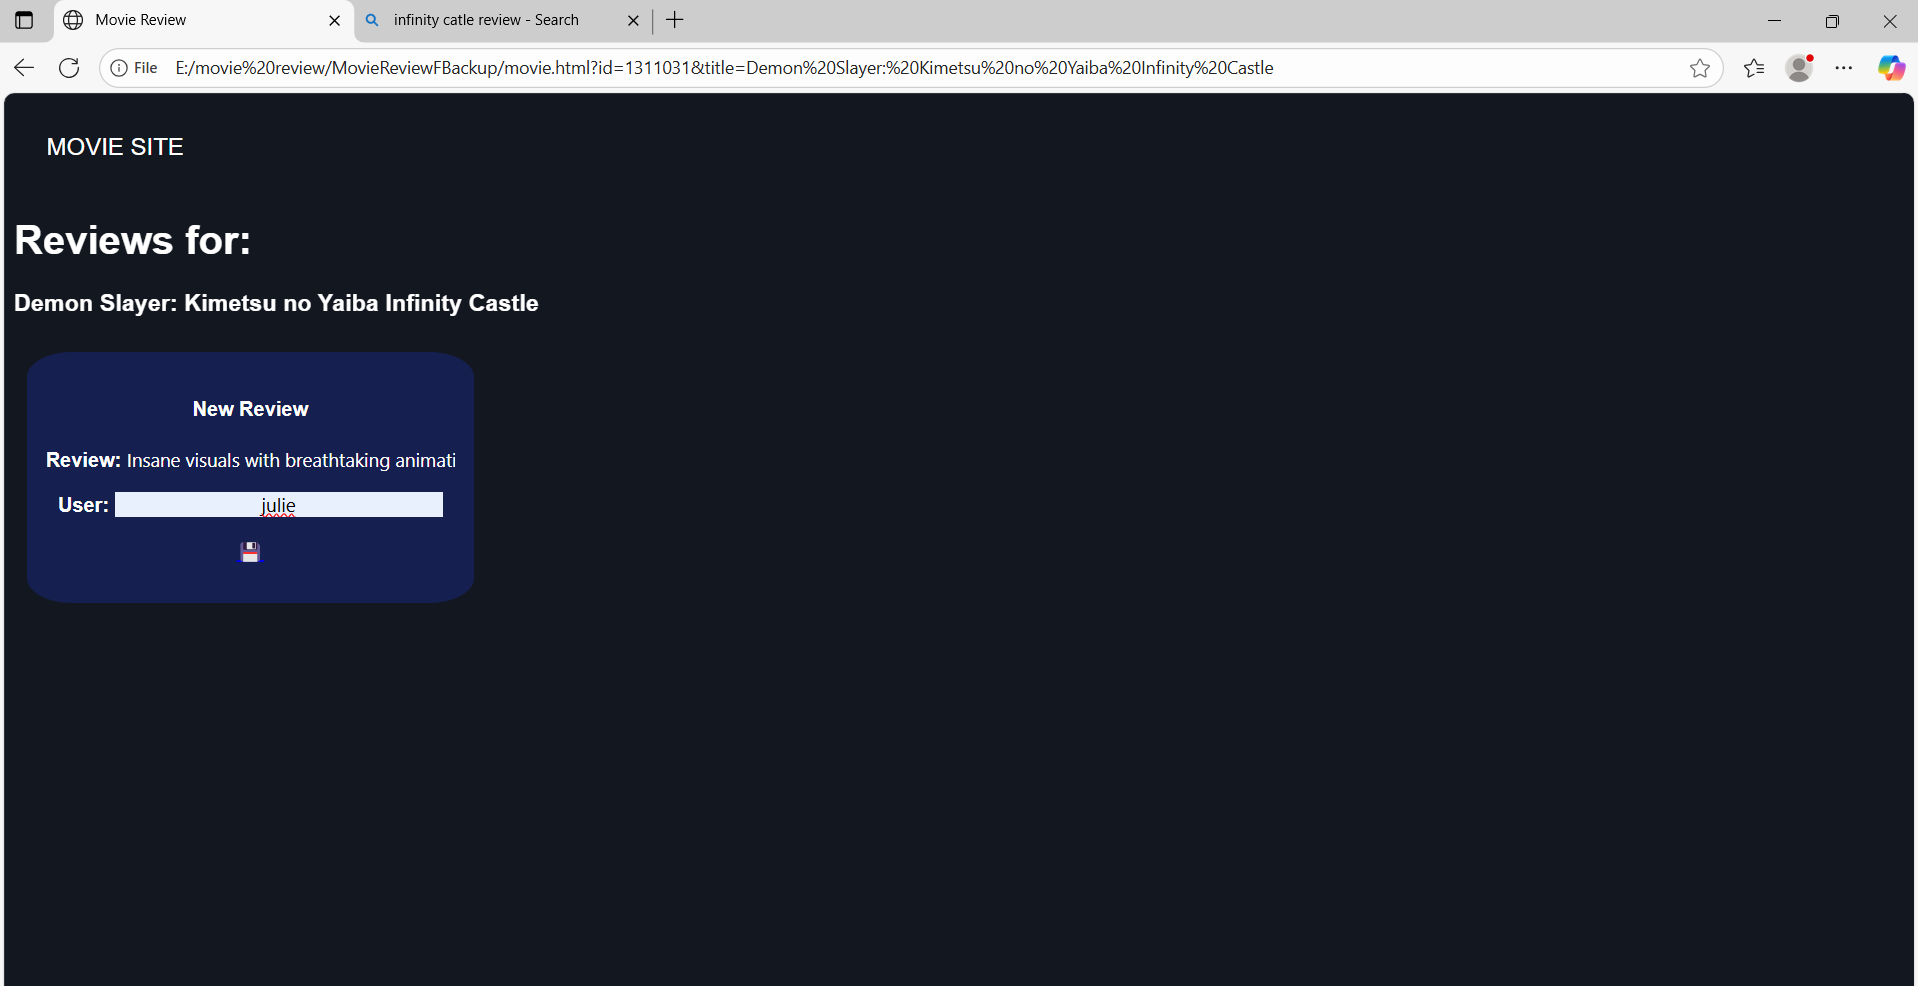 Movie Review
infinity catle review - Search
File E:/movie%20review/MovieReviewFBackup/movie.html?id=1311031&title=Demon%20Slayer:%20Kimetsu%20no%20Yaiba%20Infinity%20Castle
MOVIE SITE
Reviews for:
Demon Slayer: Kimetsu no Yaiba Infinity Castle
New Review
Review: Insane visuals with breathtaking animati
User: julie